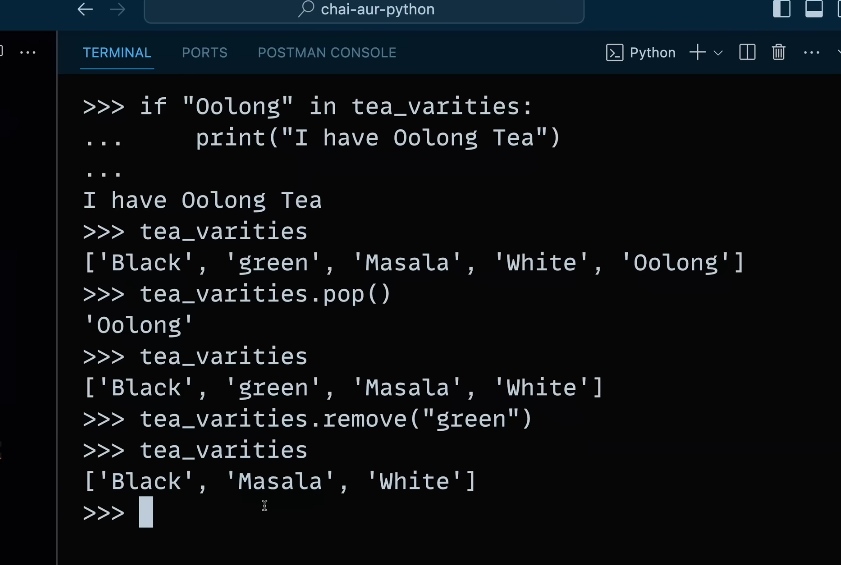 chai-aur-python
TERMINAL PORTS POSTMAN CONSOLE Python
>>> if "Oolong" in tea_varities:
...     print("I have Oolong Tea")
...
I have Oolong Tea
>>> tea_varities
['Black', 'green', 'Masala', 'White', 'Oolong']
>>> tea_varities.pop()
'Oolong'
>>> tea_varities
['Black', 'green', 'Masala', 'White']
>>> tea_varities.remove("green")
>>> tea_varities
['Black', 'Masala', 'White']
>>>